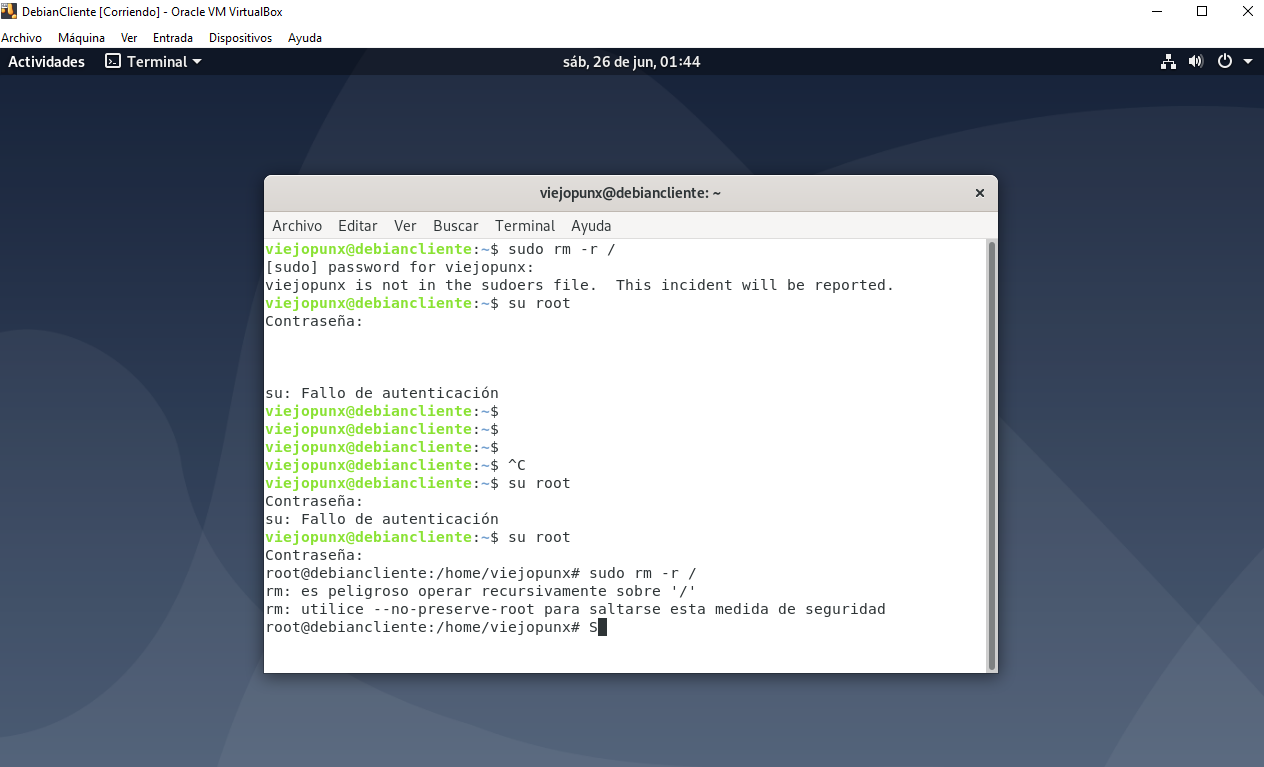 DebianCliente [Corriendo] - Oracle VM VirtualBox
Archivo Máquina Ver Entrada Dispositivos Ayuda
Actividades Terminal sáb, 26 de jun, 01:44
viejopunx@debiancliente: ~
Archivo Editar Ver Buscar Terminal Ayuda
viejopunx@debiancliente:~$ sudo rm -r /
[sudo] password for viejopunx:
viejopunx is not in the sudoers file.  This incident will be reported.
viejopunx@debiancliente:~$ su root
Contraseña:
su: Fallo de autenticación
viejopunx@debiancliente:~$
viejopunx@debiancliente:~$
viejopunx@debiancliente:~$
viejopunx@debiancliente:~$ ^C
viejopunx@debiancliente:~$ su root
Contraseña:
su: Fallo de autenticación
viejopunx@debiancliente:~$ su root
Contraseña:
root@debiancliente:/home/viejopunx# sudo rm -r /
rm: es peligroso operar recursivamente sobre '/'
rm: utilice --no-preserve-root para saltarse esta medida de seguridad
root@debiancliente:/home/viejopunx# S